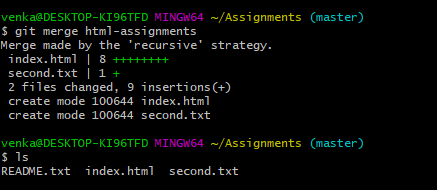 venka@DESKTOP-KI96TFD MINGW64 ~/Assignments (master)
$ git merge html-assignments
Merge made by the 'recursive' strategy.
 index.html | 8 ++++++++
 second.txt | 1 +
 2 files changed, 9 insertions(+)
 create mode 100644 index.html
 create mode 100644 second.txt

venka@DESKTOP-KI96TFD MINGW64 ~/Assignments (master)
$ ls
README.txt  index.html  second.txt